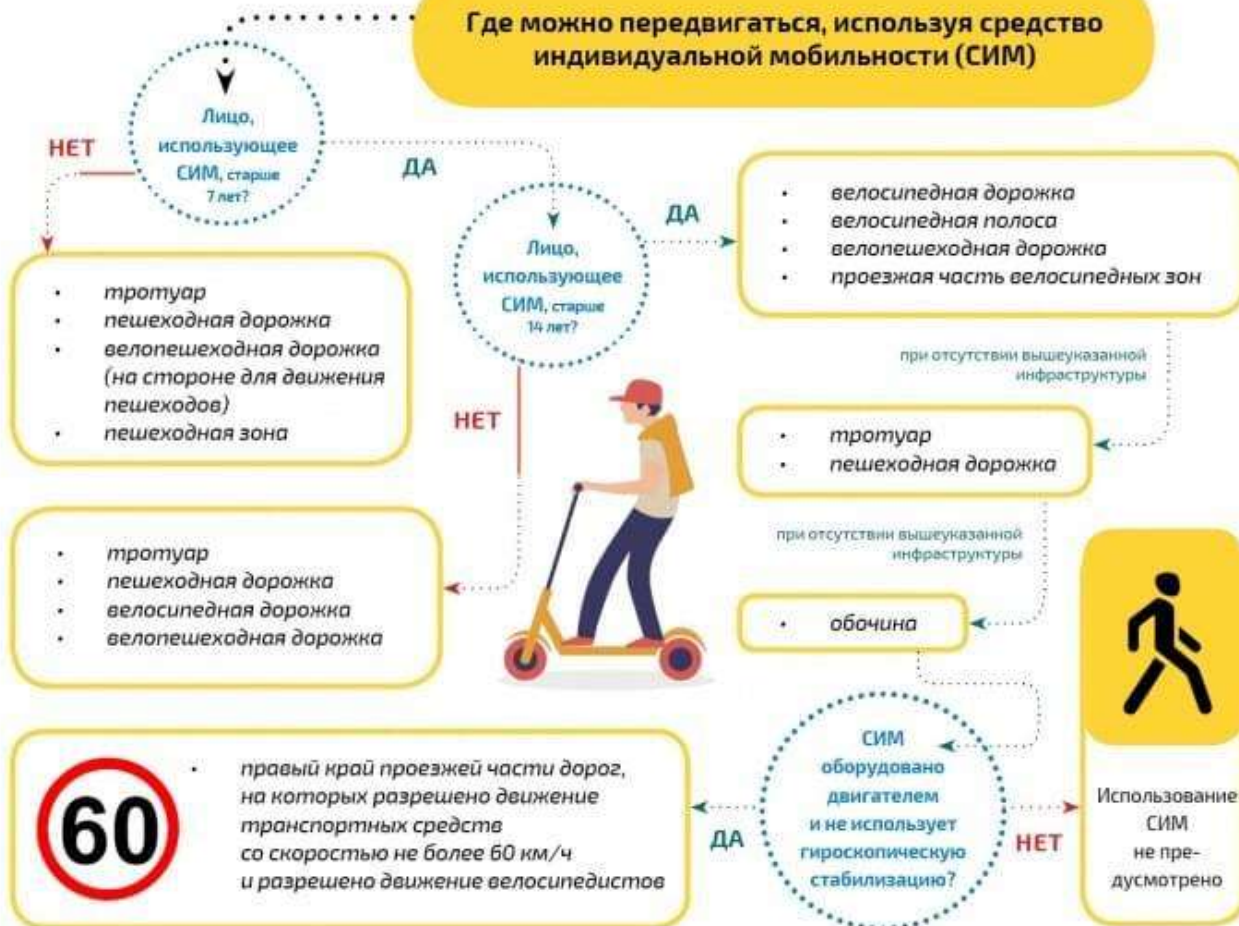 Где можно передвигаться, используя средство
индивидуальной мобильности (СИМ)
Лицо,
использующее
СИМ, старше
7 лет?
НЕТ
ДА
• тротуар
• пешеходная дорожка
• велопешеходная дорожка
(на стороне для движения
пешеходов)
• пешеходная зона
Лицо,
использующее
СИМ, старше
14 лет?
ДА
НЕТ
• велосипедная дорожка
• велосипедная полоса
• велопешеходная дорожка
• проезжая часть велосипедных зон
при отсутствии вышеуказанной
инфраструктуры
• тротуар
• пешеходная дорожка
при отсутствии вышеуказанной
инфраструктуры
• обочина
• тротуар
• пешеходная дорожка
• велосипедная дорожка
• велопешеходная дорожка
СИМ
оборудовано
двигателем
и не использует
гироскопическую
стабилизацию?
ДА
НЕТ
60
• правый край проезжей части дорог,
на которых разрешено движение
транспортных средств
со скоростью не более 60 км/ч
и разрешено движение велосипедистов
Использование
СИМ
не пре-
дусмотрено